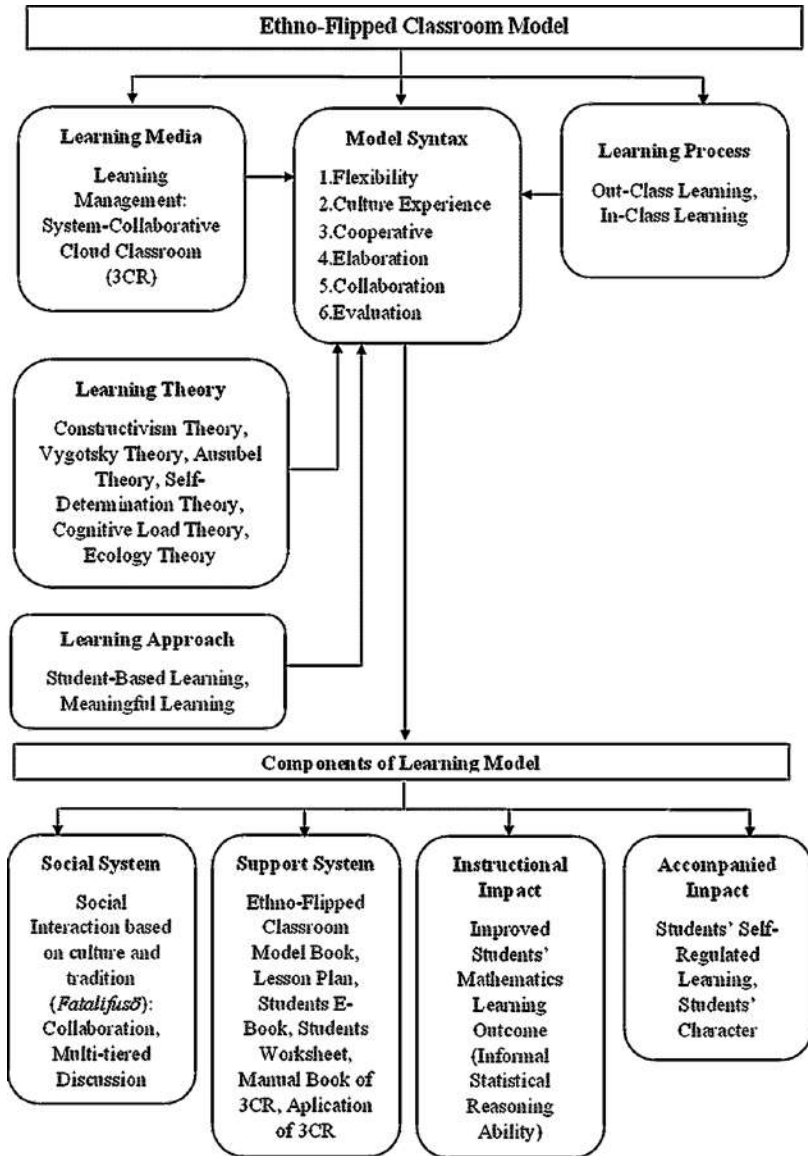 Ethno-Flipped Classroom Model
Learning Media
Learning
Management:
System-Collaborative
Cloud Classroom
(3CR)
Model Syntax
1.Flexibility
2.Culture Experience
3.Cooperative
4.Elaboration
5.Collaboration
6.Evaluation
Learning Process
Out-Class Learning,
In-Class Learning
Learning Theory
Constructivism Theory,
Vygotsky Theory, Ausubel
Theory, Self-
Determination Theory,
Cognitive Load Theory,
Ecology Theory
Learning Approach
Student-Based Learning,
Meaningful Learning
Components of Learning Model
Social System
Social
Interaction based
on culture and
tradition
(Fatalifusõ):
Collaboration,
Multi-tiered
Discussion
Support System
Ethno-Flipped
Classroom
Model Book,
Lesson Plan,
Students E-
Book, Students
Worksheet,
Manual Book of
3CR, Aplication
of 3CR
Instructional
Impact
Improved
Students'
Mathematics
Learning
Outcome
(Informal
Statistical
Reasoning
Ability)
Accompanied
Impact
Students' Self-
Regulated
Learning,
Students'
Character